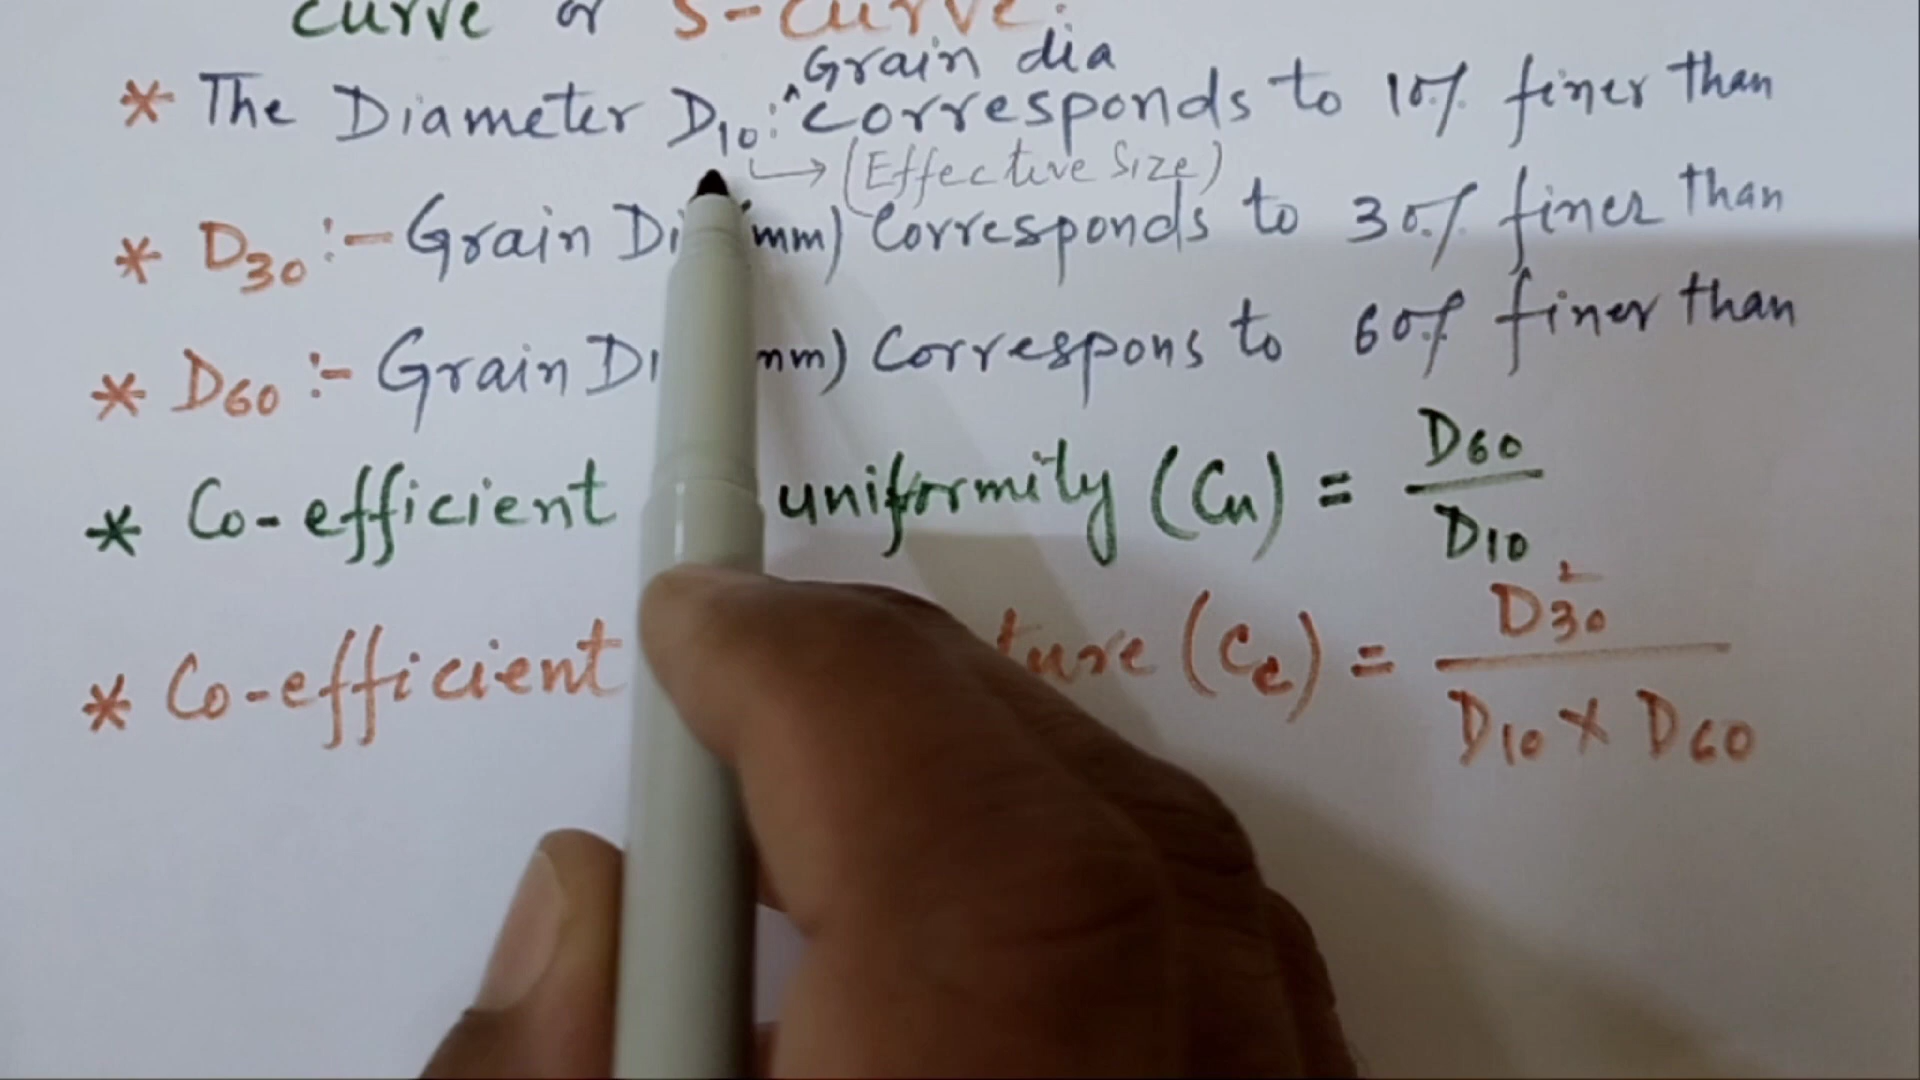 curve or S-curve.
* The Diameter D10 :^Grain dia corresponds to 10% finer than
(Effective Size)
* D30 :- Grain Di (mm) Corresponds to 30% finer than
* D60 :- Grain Di mm) Correspons to 60% finer than
* Co-efficient uniformity (Cu) = D60 / D10
* Co-efficient ture (Cc) = D30² / D10 × D60